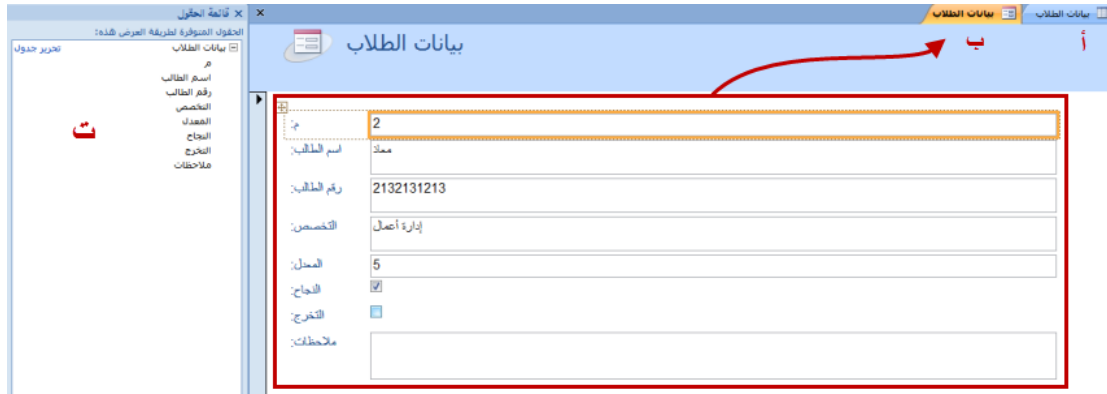 بيانات الطلاب
بيانات الطلاب
× قائمة الحقول
×
أ
ب
بيانات الطلاب
الحقول المتوفرة لطريقة العرض هذه:
بيانات الطلاب
تحرير جدول
م
اسم الطالب
رقم الطالب
التخصص
المعدل
النجاح
التخرج
ملاحظات
ت
م:
2
اسم الطالب:
معاذ
رقم الطالب:
2132131213
التخصص:
إدارة أعمال
المعدل:
5
النجاح:
التخرج:
ملاحظات: